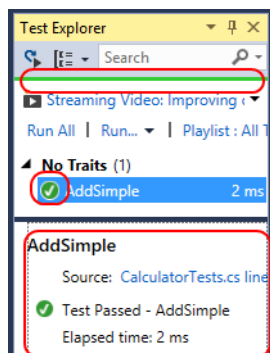 Test Explorer
Search
Streaming Video: Improving
Run All | Run... | Playlist : All T
No Traits (1)
AddSimple 2 ms
AddSimple
Source: CalculatorTests.cs line
Test Passed - AddSimple
Elapsed time: 2 ms